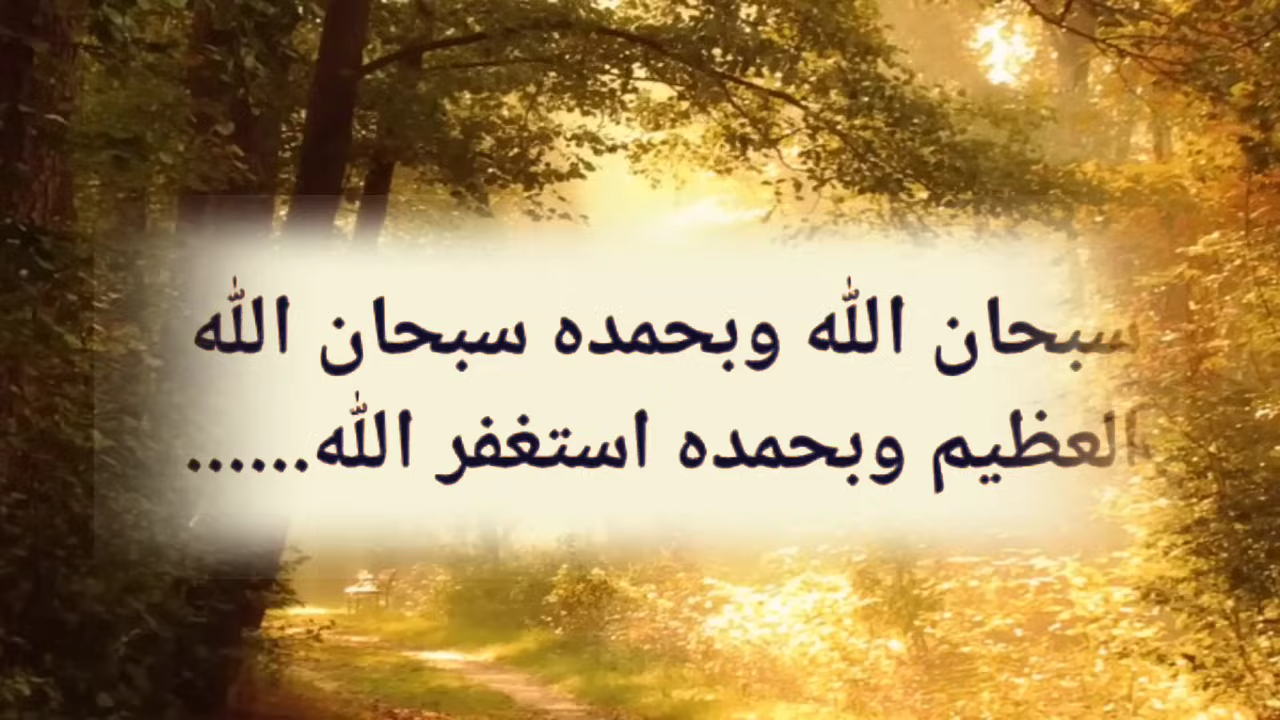 سبحان الله وبحمده سبحان الله
العظيم وبحمده استغفر الله......